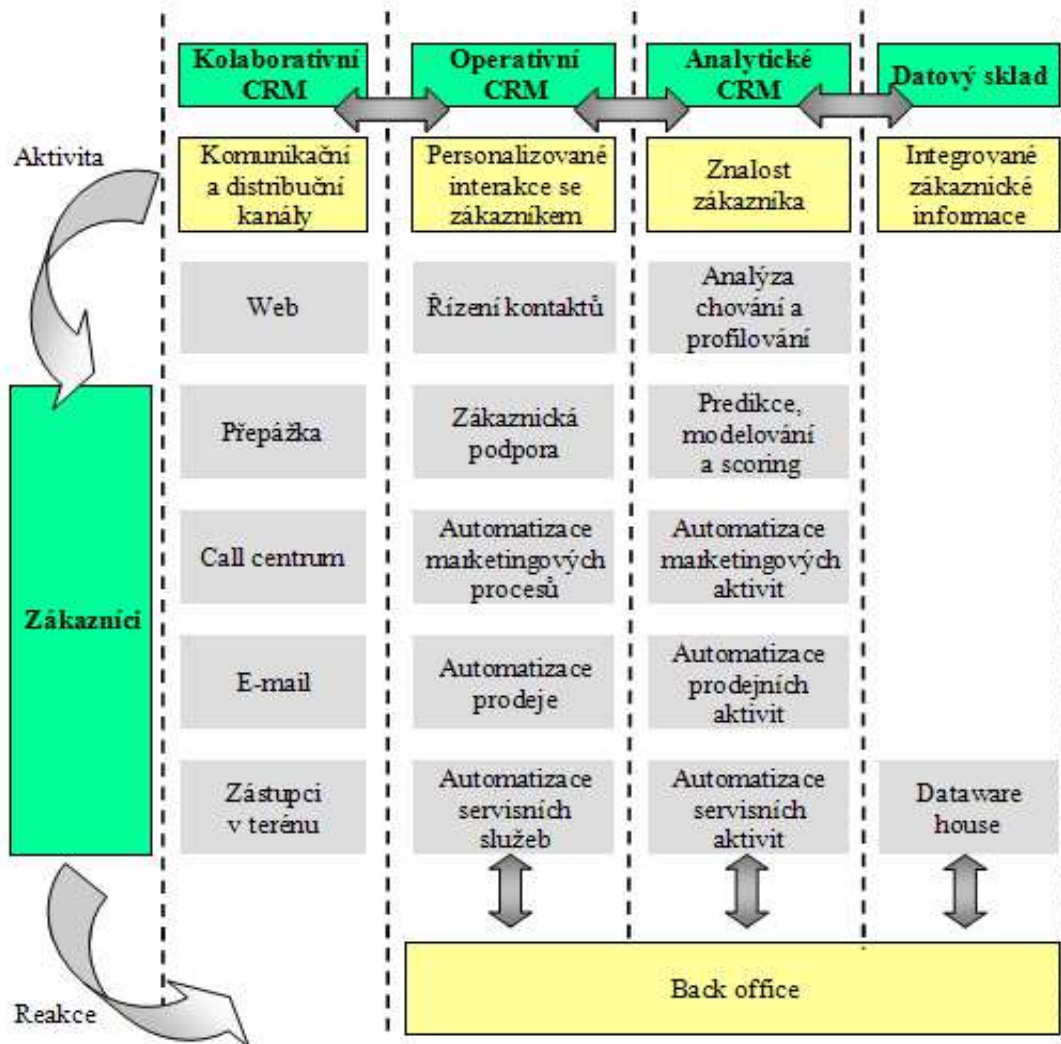 Kolaborativní
CRM
Operativní
CRM
Analytické
CRM
Datový sklad
Aktivita
Komunikační
a distribuční
kanály
Personalizované
interakce se
zákazníkem
Znalost
zákazníka
Integrované
zákaznické
informace
Web
Řízení kontaktů
Analýza
chování a
profilování
Přepážka
Zákaznická
podpora
Predikce,
modelování
a scoring
Call centrum
Automatizace
marketingových
procesů
Automatizace
marketingových
aktivit
Zákazníci
E-mail
Automatizace
prodeje
Automatizace
prodejních
aktivit
Zástupci
v terénu
Automatizace
servisních
služeb
Automatizace
servisních
aktivit
Dataware
house
Back office
Reakce